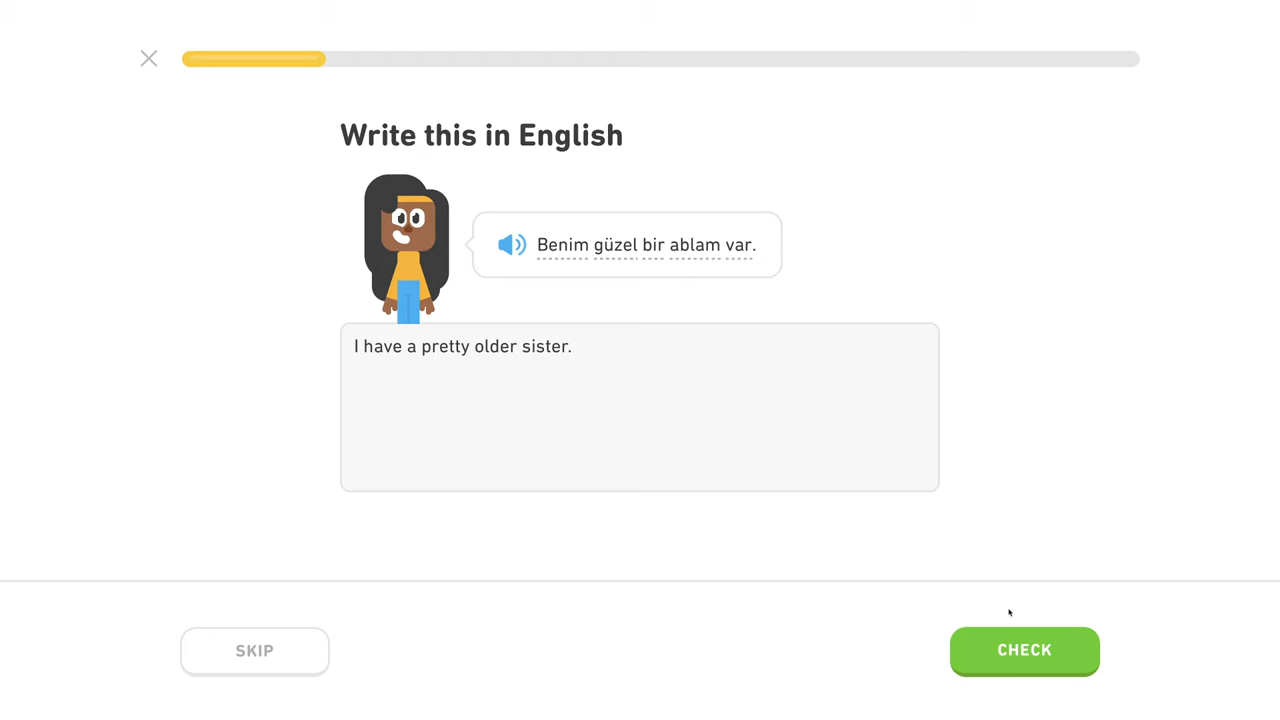 Write this in English
Benim güzel bir ablam var.
I have a pretty older sister.
SKIP
CHECK